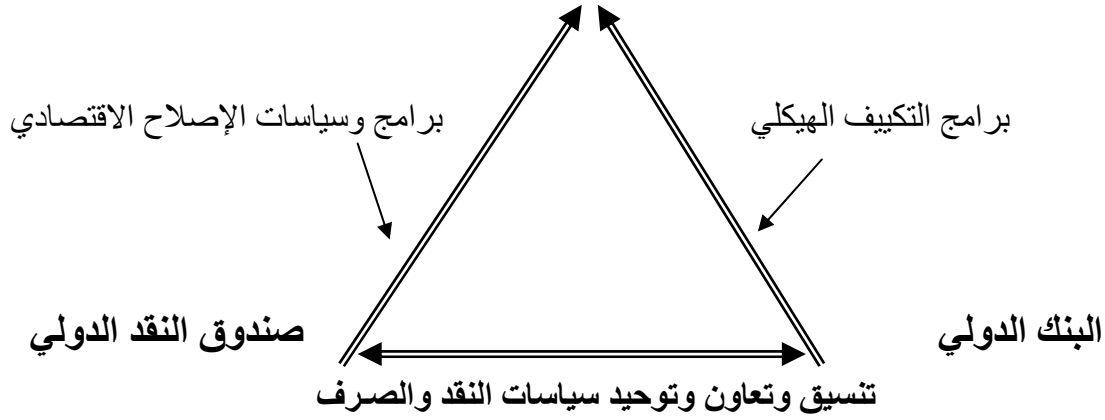 برامج التكييف الهيكلي
برامج وسياسات الإصلاح الاقتصادي
البنك الدولي
صندوق النقد الدولي
تنسيق وتعاون وتوحيد سياسات النقد والصرف